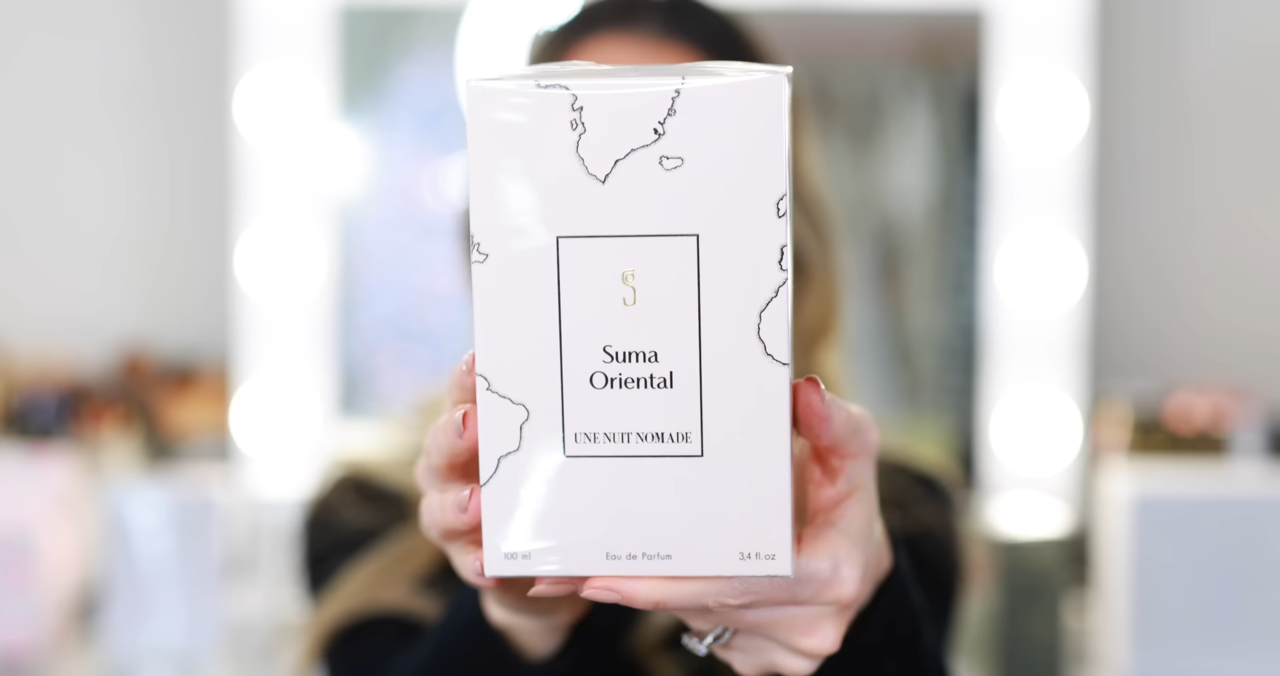 S
Suma
Oriental
UNE NUIT NOMADE
100 ml Eau de Parfum 3,4 fl.oz